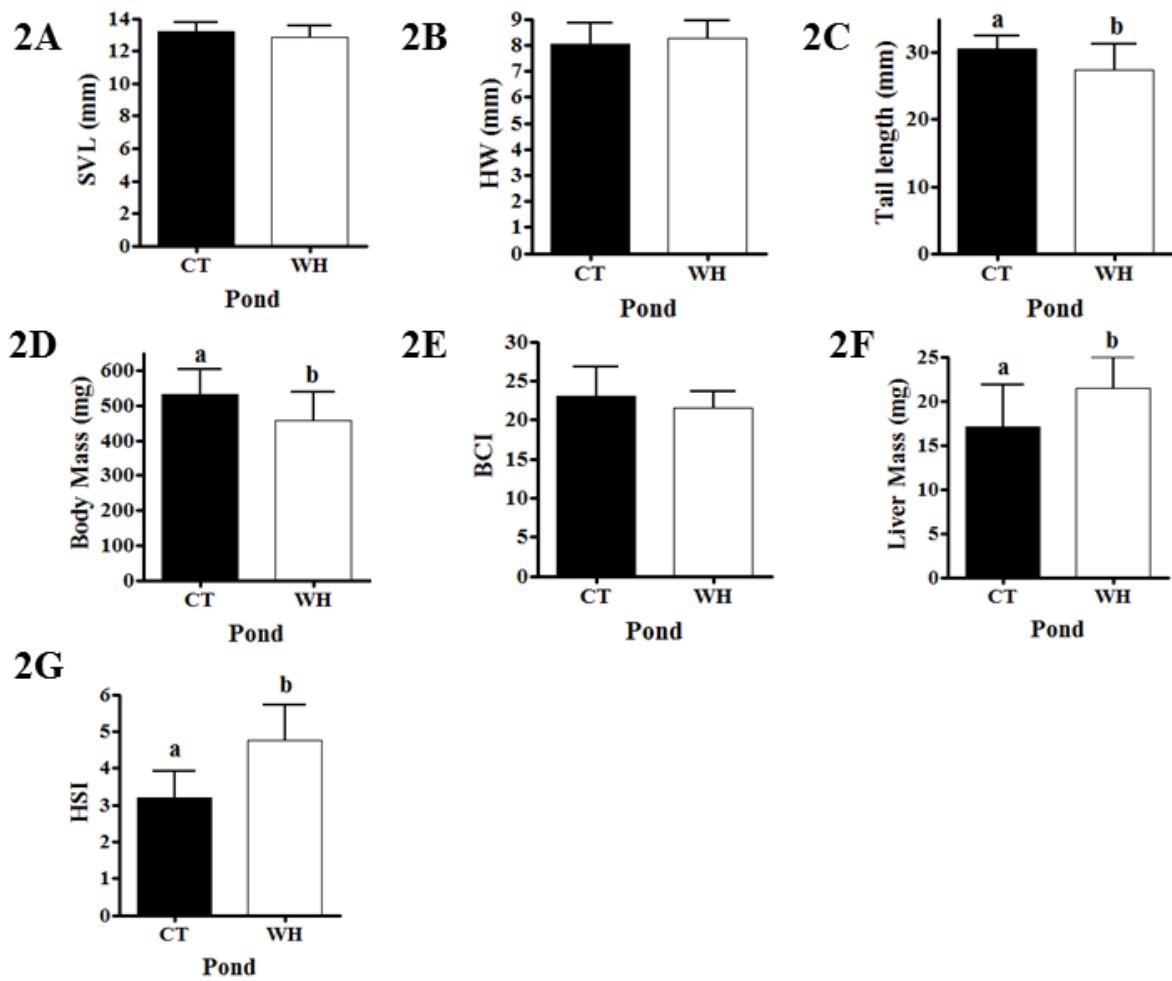 2A
SVL (mm)
14
12
10
8
6
4
2
0
CT
WH
Pond
2B
HW (mm)
9
8
7
6
5
4
3
2
1
0
CT
WH
Pond
2C
Tail length (mm)
30
20
10
0
a
b
CT
WH
Pond
2D
Body Mass (mg)
600
500
400
300
200
100
0
a
b
CT
WH
Pond
2E
BCI
30
25
20
15
10
5
0
CT
WH
Pond
2F
Liver Mass (mg)
25
20
15
10
5
0
a
b
CT
WH
Pond
2G
HSI
6
5
4
3
2
1
0
a
b
CT
WH
Pond